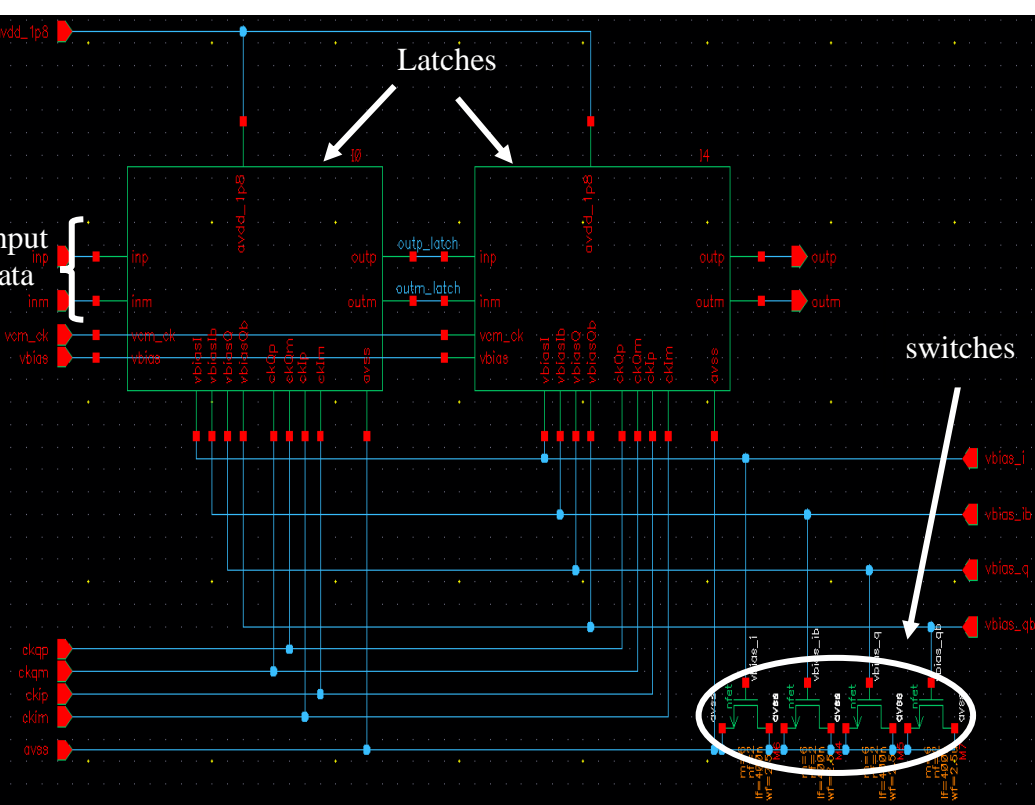 avdd_1p8
Latches
I0
I4
avdd_1p8
avdd_1p8
nput
ata
inp
inm
vcm_ck
vbias
inp
inm
vcm_ck
vbias
outp
outm
outp_latch
outm_latch
inp
inm
vcm_ck
vbias
outp
outm
outp
outm
vbiasI
vbiasIb
vbiasQ
vbiasQb
ckQp
ckQm
ckIp
ckIm
avss
vbiasI
vbiasIb
vbiasQ
vbiasQb
ckQp
ckQm
ckIp
ckIm
avss
switches
vbias_i
vbias_ib
vbias_q
vbias_qb
ckqp
ckqm
ckip
ckim
avss
vbias_i
vbias_ib
vbias_q
vbias_qb
nfet
nfet
nfet
nfet
avss
avss
avss
avss
avss